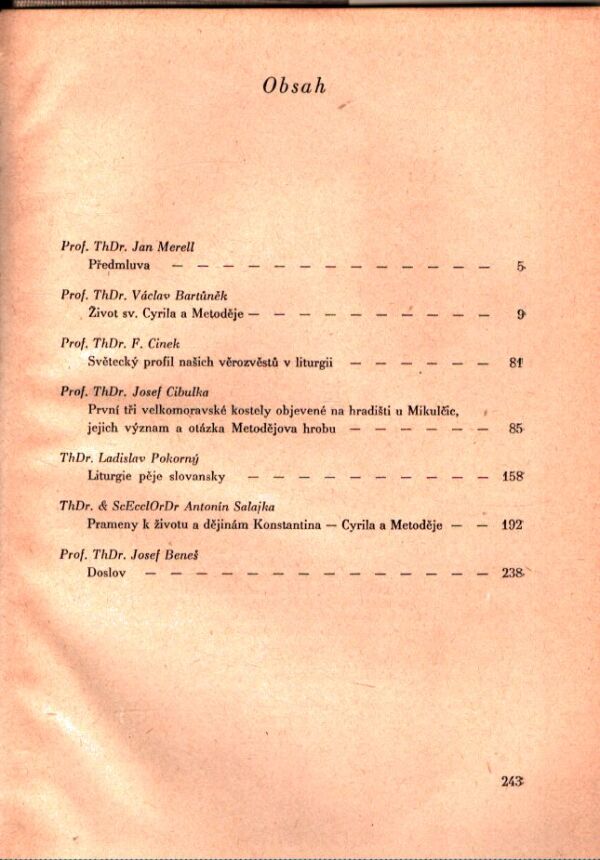 Obsah
Prof. ThDr. Jan Merell
Předmluva — — — — — — — — — — — — — 5
Prof. ThDr. Václav Bartůněk
Život sv. Cyrila a Metoděje — — — — — — — — — — 9
Prof. ThDr. F. Cinek
Světecký profil našich věrozvěstů v liturgii — — — — — — 81
Prof. ThDr. Josef Cibulka
První tři velkomoravské kostely objevené na hradišti u Mikulčic,
jejich význam a otázka Metodějova hrobu — — — — — — 85
ThDr. Ladislav Pokorný
Liturgie pěje slovansky — — — — — — — — — — 158
ThDr. & ScEcclOrDr Antonín Salajka
Prameny k životu a dějinám Konstantina — Cyrila a Metoděje — — 192
Prof. ThDr. Josef Beneš
Doslov — — — — — — — — — — — — — — 238
243